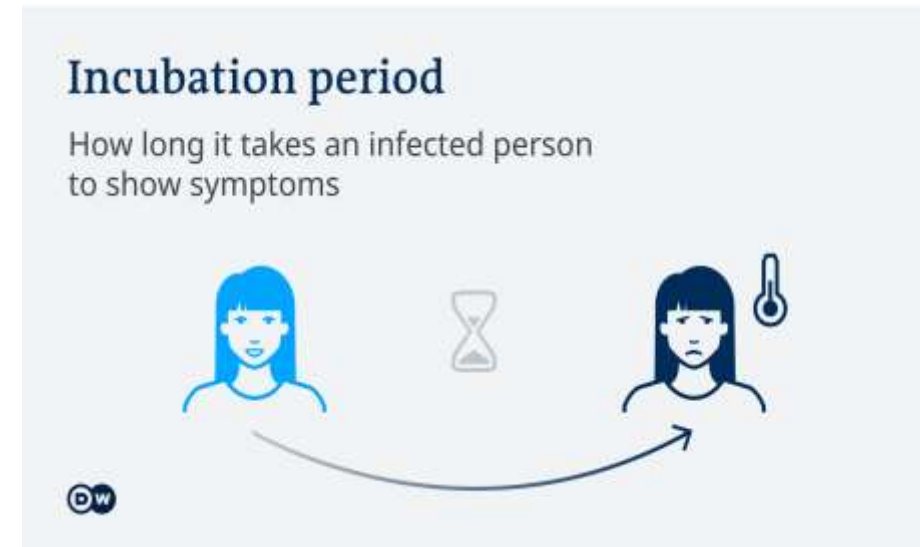 Incubation period
How long it takes an infected person
to show symptoms
DW